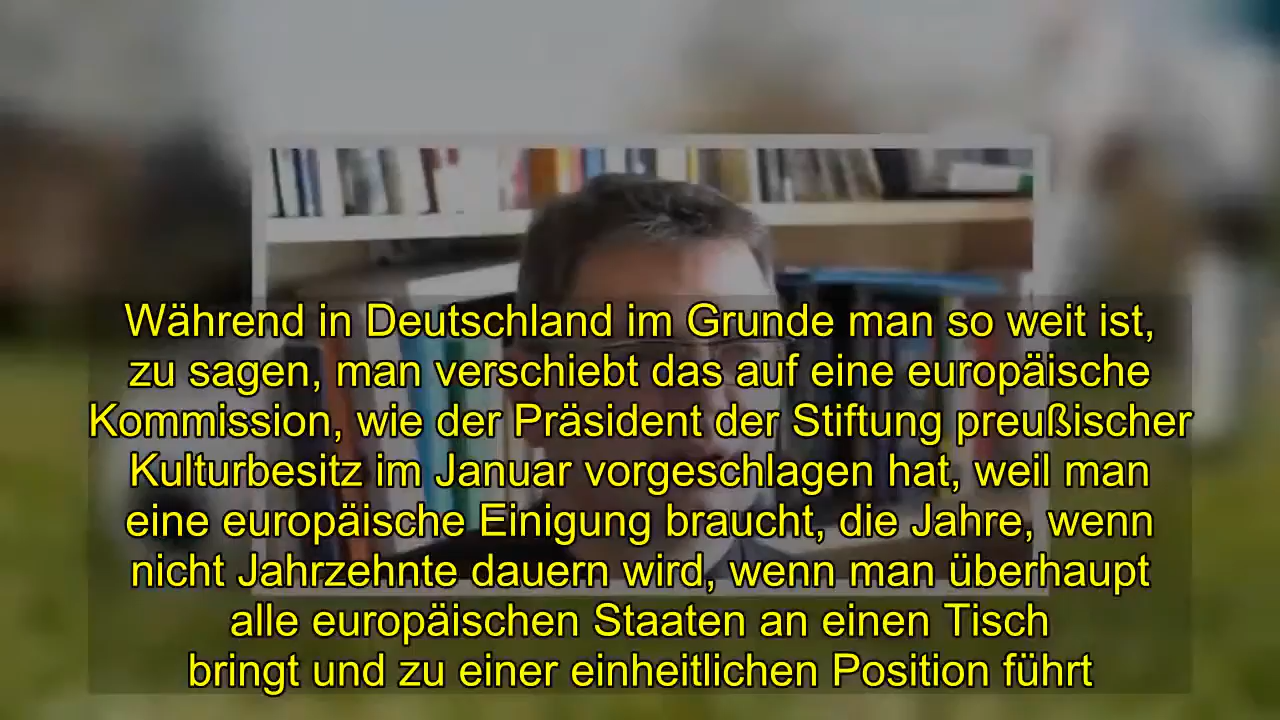 Während in Deutschland im Grunde man so weit ist,
zu sagen, man verschiebt das auf eine europäische
Kommission, wie der Präsident der Stiftung preußischer
Kulturbesitz im Januar vorgeschlagen hat, weil man
eine europäische Einigung braucht, die Jahre, wenn
nicht Jahrzehnte dauern wird, wenn man überhaupt
alle europäischen Staaten an einen Tisch
bringt und zu einer einheitlichen Position führt